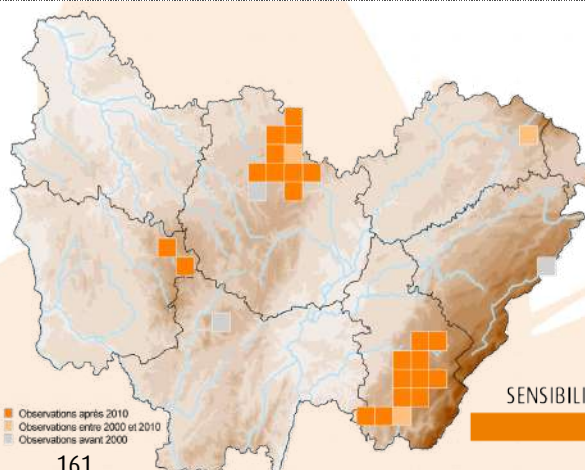 SENSIBILI
Observations après 2010
Observations entre 2000 et 2010
Observations avant 2000
161